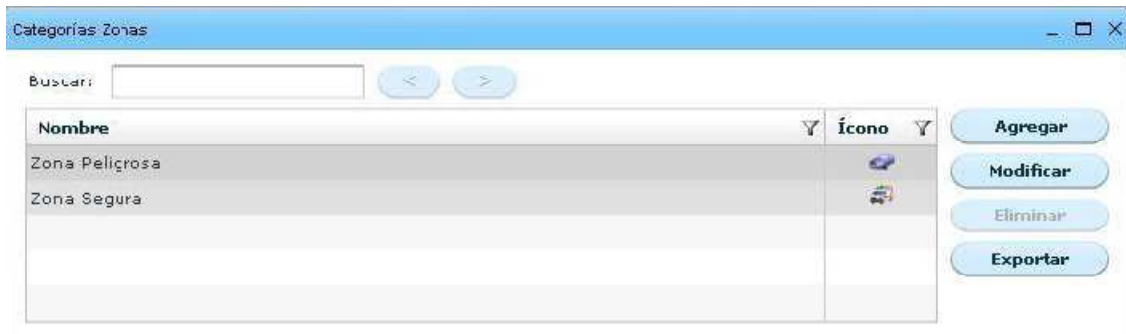 Categorías Zonas
Buscar:
< >
Nombre Ícono
Agregar
Zona Peligrosa
Modificar
Zona Segura
Eliminar
Exportar